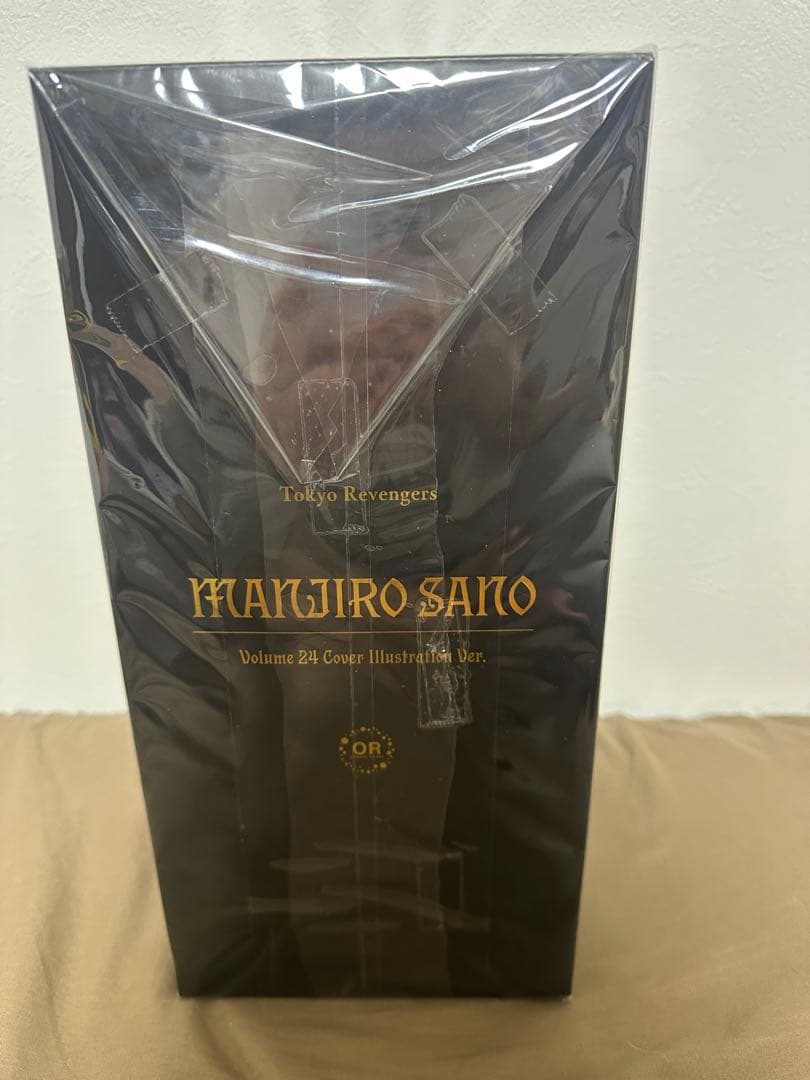 Tokyo Revengers
MANJIRO SANO
Volume 24 Cover Illustration Ver.
OR